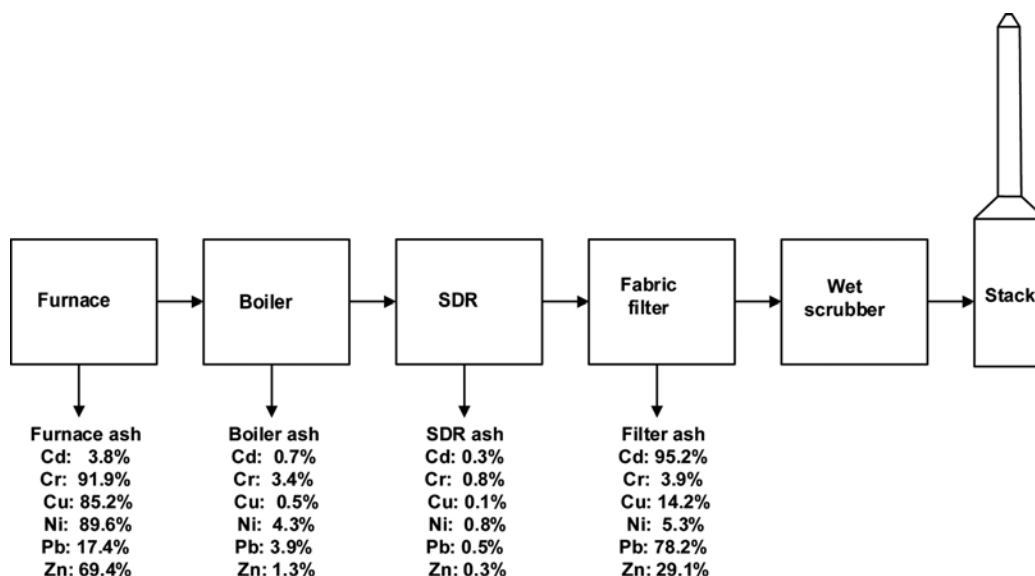 Furnace
Boiler
SDR
Fabric
filter
Wet
scrubber
Stack
Furnace ash
Cd: 3.8%
Cr: 91.9%
Cu: 85.2%
Ni: 89.6%
Pb: 17.4%
Zn: 69.4%
Boiler ash
Cd: 0.7%
Cr: 3.4%
Cu: 0.5%
Ni: 4.3%
Pb: 3.9%
Zn: 1.3%
SDR ash
Cd: 0.3%
Cr: 0.8%
Cu: 0.1%
Ni: 0.8%
Pb: 0.5%
Zn: 0.3%
Filter ash
Cd: 95.2%
Cr: 3.9%
Cu: 14.2%
Ni: 5.3%
Pb: 78.2%
Zn: 29.1%